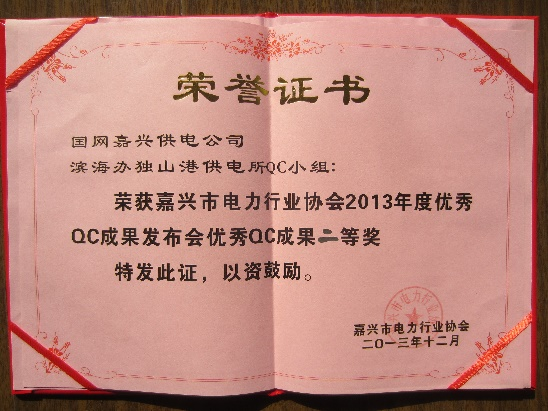 荣誉证书
国网嘉兴供电公司
滨海办独山港供电所QC小组：
荣获嘉兴市电力行业协会2013年度优秀
QC成果发布会优秀QC成果二等奖
特发此证，以资鼓励。
嘉兴市电力行业协会
二〇一三年十二月